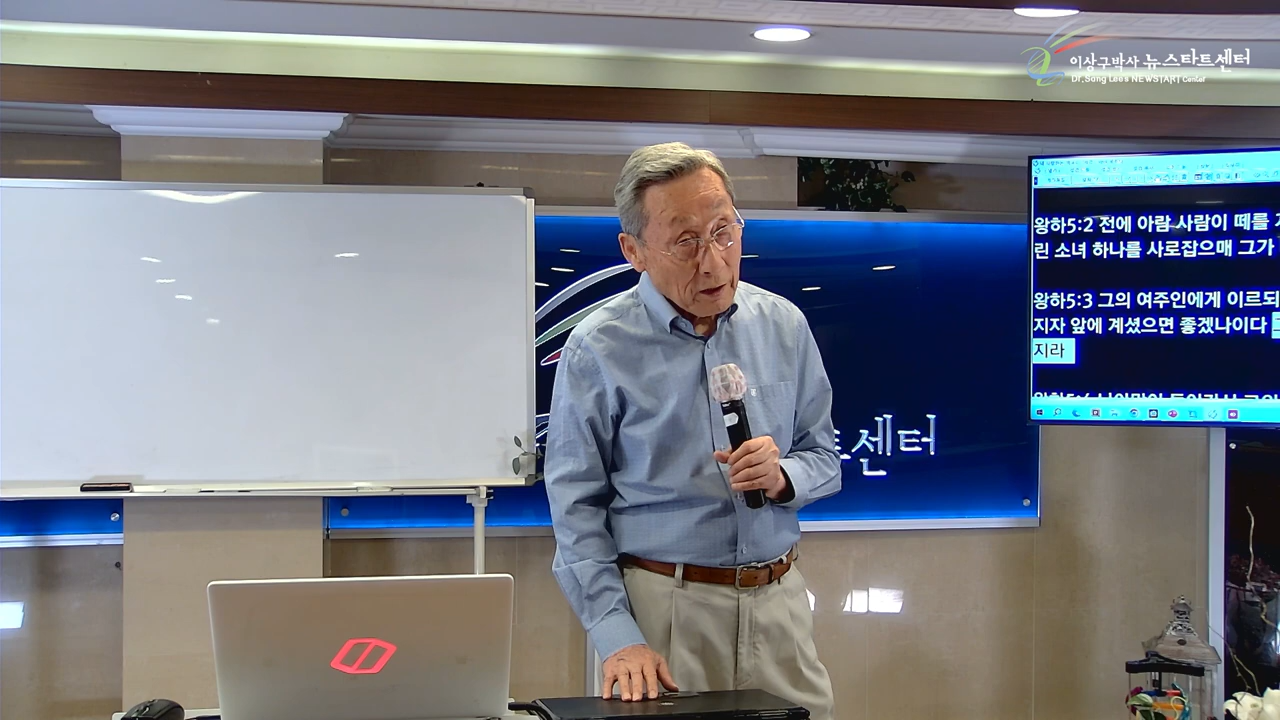 이상구박사 뉴스타트센터
Dr. Sang Lee's NEWSTART Center
왕하5:2 전에 아람 사람이 떼를
린 소녀 하나를 사로잡으매 그가
왕하5:3 그의 여주인에게 이르되
지자 앞에 계셨으면 좋겠나이다
지라
센터